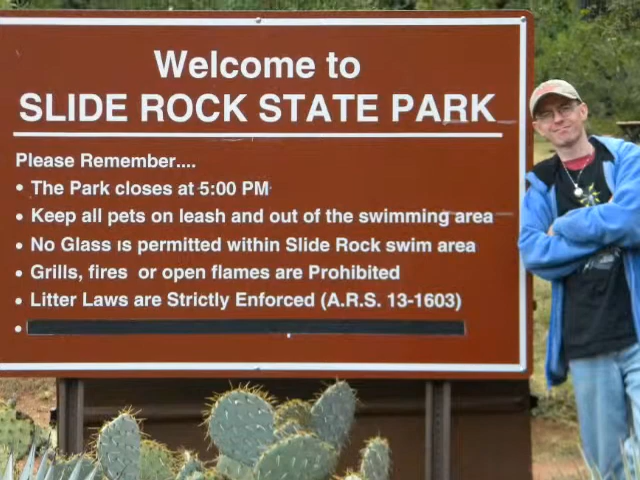 Welcome to
SLIDE ROCK STATE PARK
Please Remember....
• The Park closes at 5:00 PM
• Keep all pets on leash and out of the swimming area
• No Glass is permitted within Slide Rock swim area
• Grills, fires or open flames are Prohibited
• Litter Laws are Strictly Enforced (A.R.S. 13-1603)
•